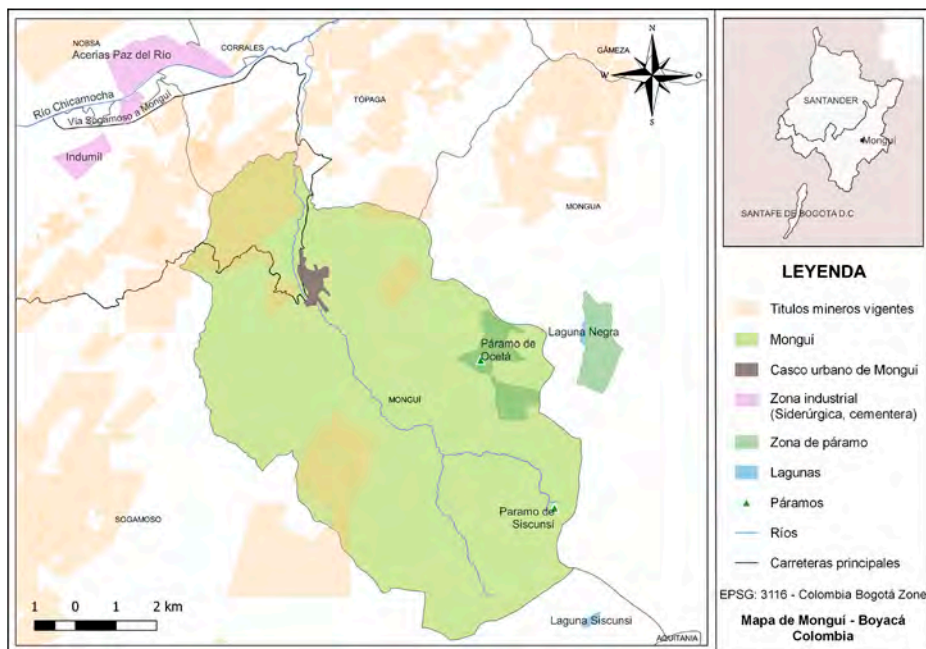 NOBSA
Acerías Paz del Río
CORRALES
GÁMEZA
Río Chicamocha
Vía Sogamoso a Monguí
TÓPAGA
Indumil
N
W
O
S
MONGUA
Laguna Negra
Páramo de
Ocetá
MONGUÍ
Paramo de
Siscunsí
SOGAMOSO
Laguna Siscunsi
AQUITANIA
1 0 1 2 km
SANTANDER
Monguí
SANTAFE DE BOGOTA D.C
LEYENDA
Titulos mineros vigentes
Monguí
Casco urbano de Monguí
Zona industrial
(Siderúrgica, cementera)
Zona de páramo
Lagunas
Páramos
Ríos
Carreteras principales
EPSG: 3116 - Colombia Bogotá Zone
Mapa de Monguí - Boyacá
Colombia